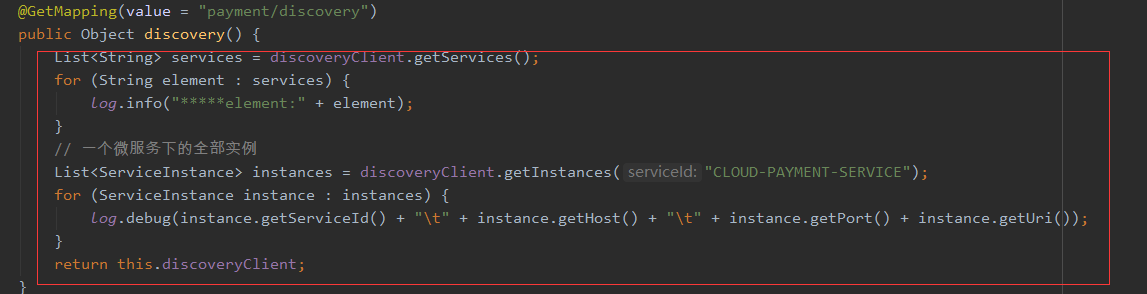 @GetMapping(value = "payment/discovery")
public Object discovery() {
List<String> services = discoveryClient.getServices();
for (String element : services) {
log.info("*****element:" + element);
}
// 一个微服务下的全部实例
List<ServiceInstance> instances = discoveryClient.getInstances( serviceId: "CLOUD-PAYMENT-SERVICE");
for (ServiceInstance instance : instances) {
log.debug(instance.getServiceId() + "\t" + instance.getHost() + "\t" + instance.getPort() + instance.getUri());
}
return this.discoveryClient;
}